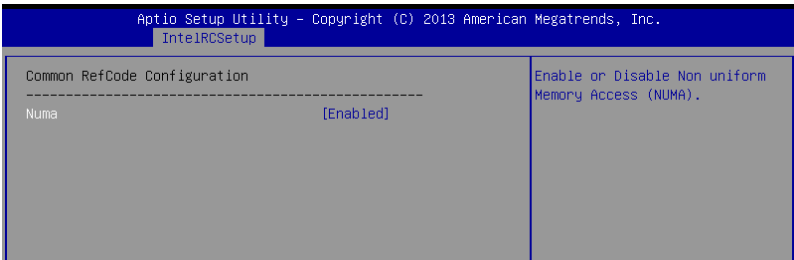 Aptio Setup Utility – Copyright (C) 2013 American Megatrends, Inc.
IntelRCSetup
Common RefCode Configuration
--------------------------------------------------
Numa [Enabled]
Enable or Disable Non uniform
Memory Access (NUMA).